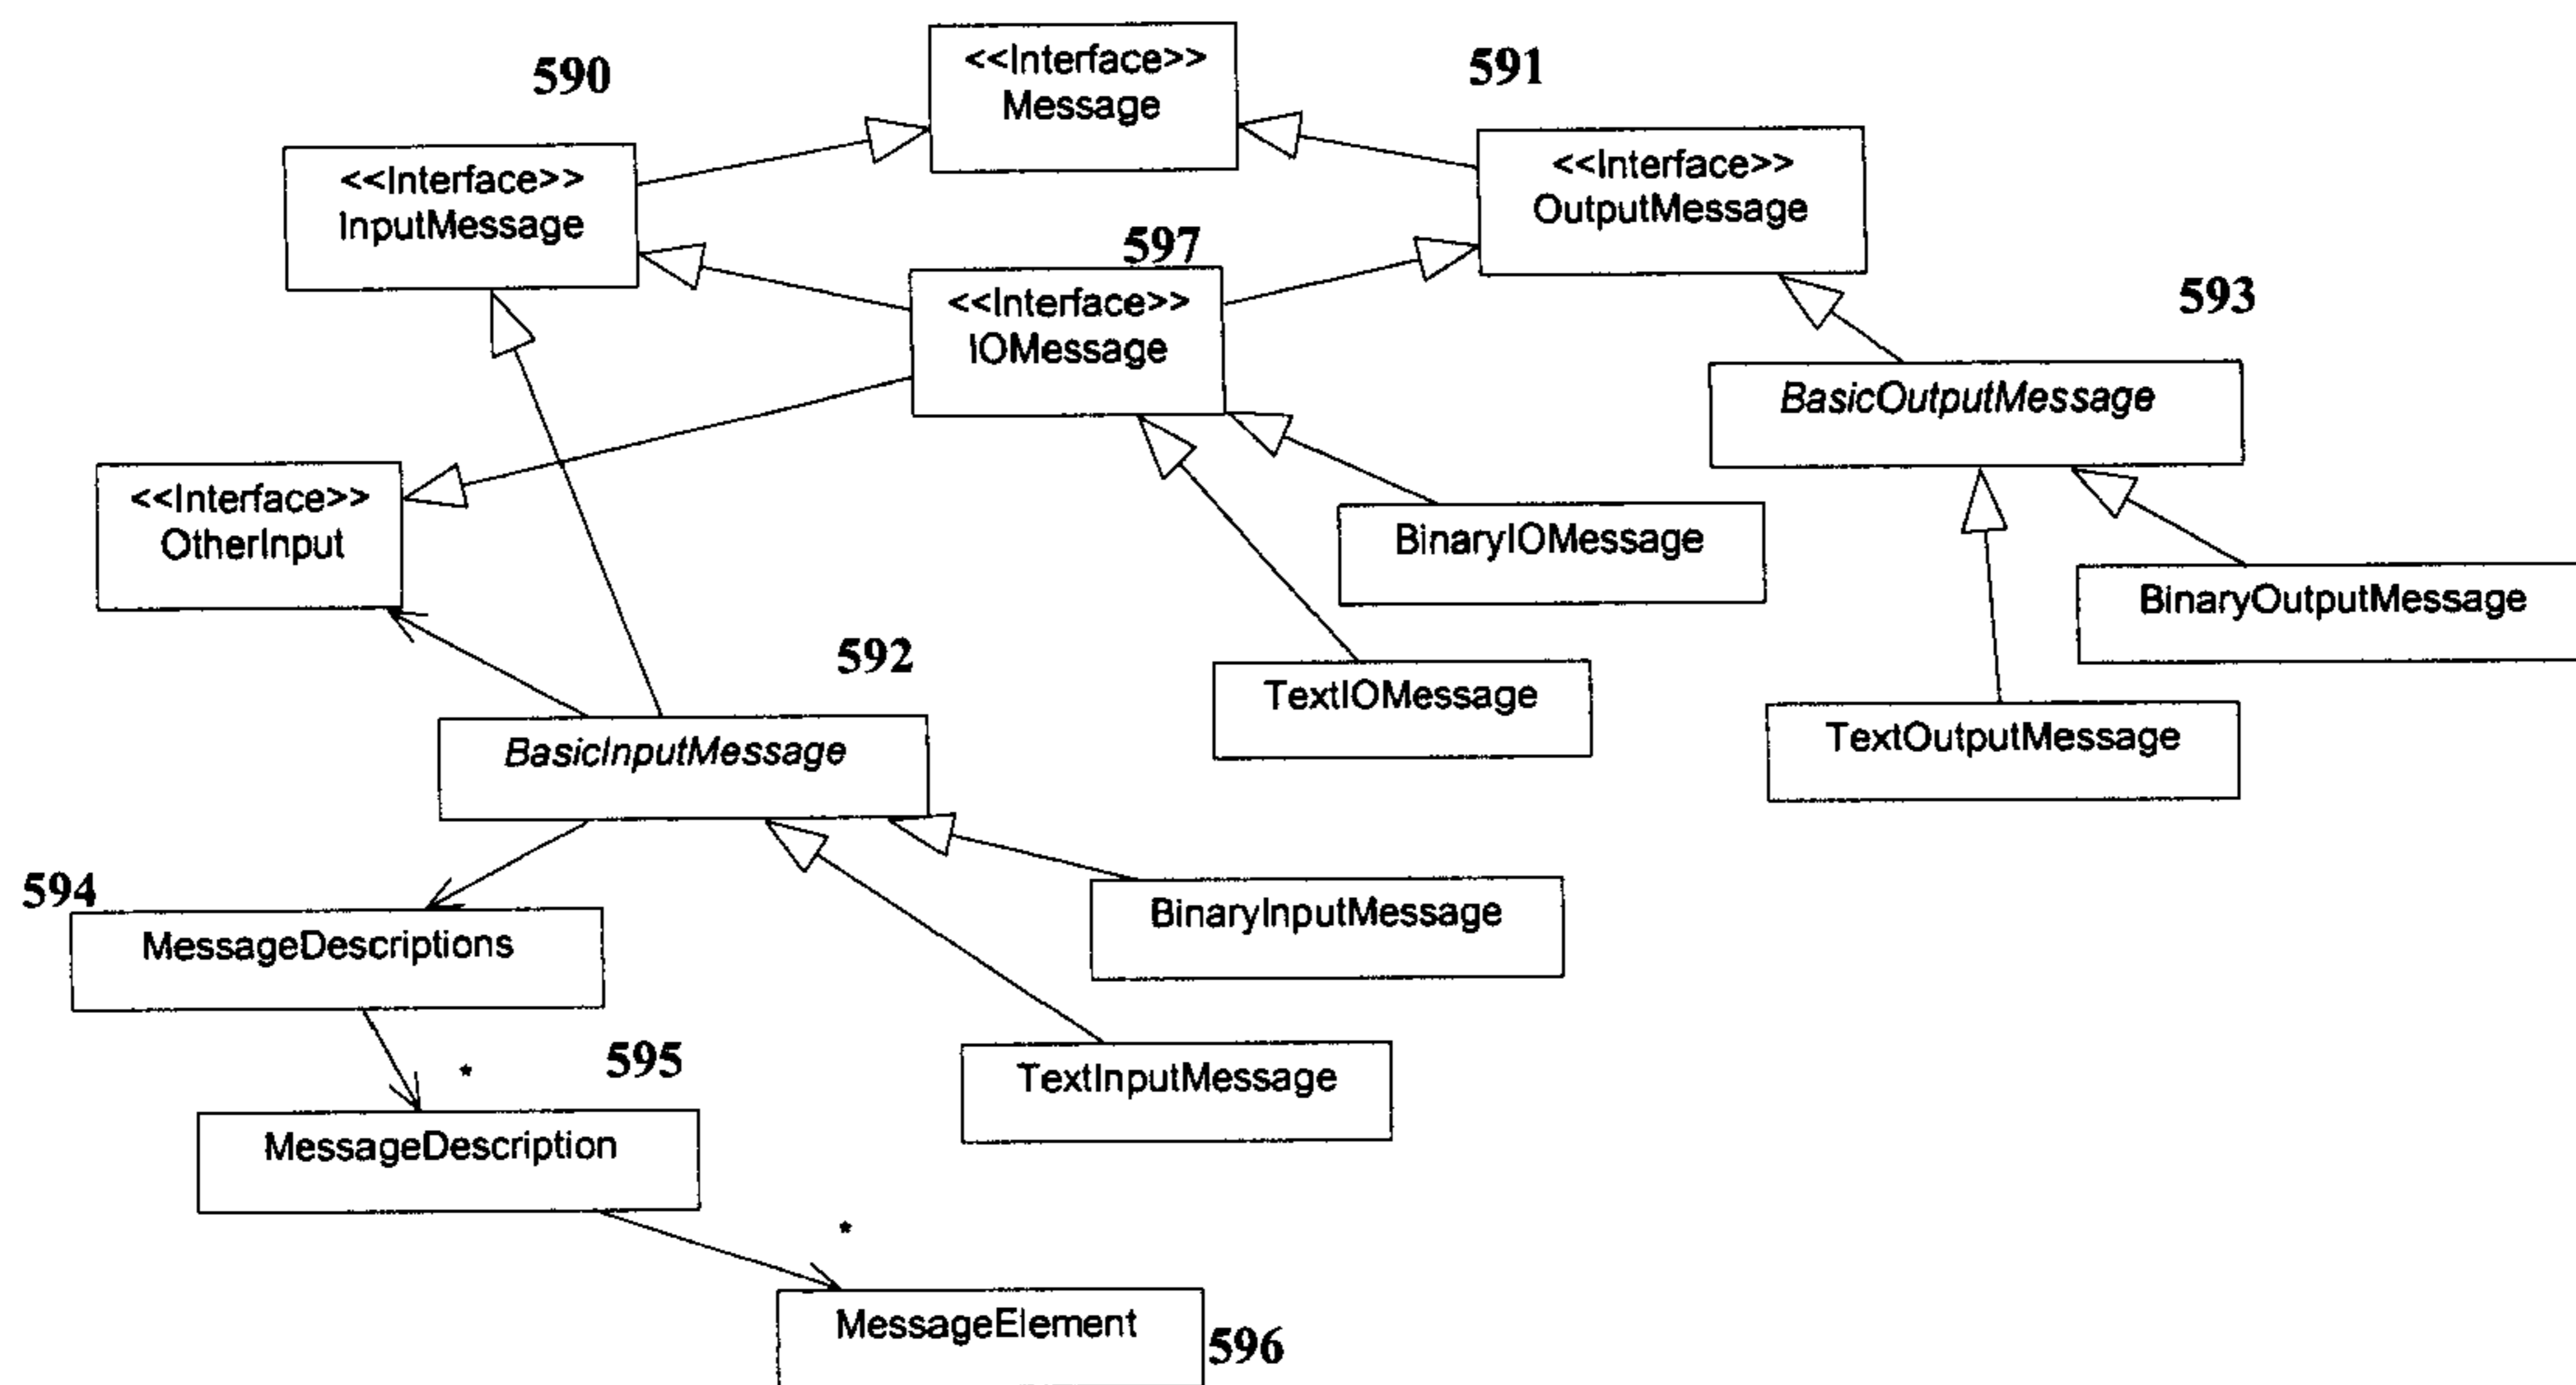 590
<<Interface>>
Message
591
<<Interface>>
InputMessage
<<Interface>>
OutputMessage
597
<<Interface>>
IOMessage
593
BasicOutputMessage
<<Interface>>
OtherInput
BinaryIOMessage
BinaryOutputMessage
592
TextIOMessage
BasicInputMessage
TextOutputMessage
594
MessageDescriptions
BinaryInputMessage
*
595
TextInputMessage
MessageDescription
*
MessageElement
596